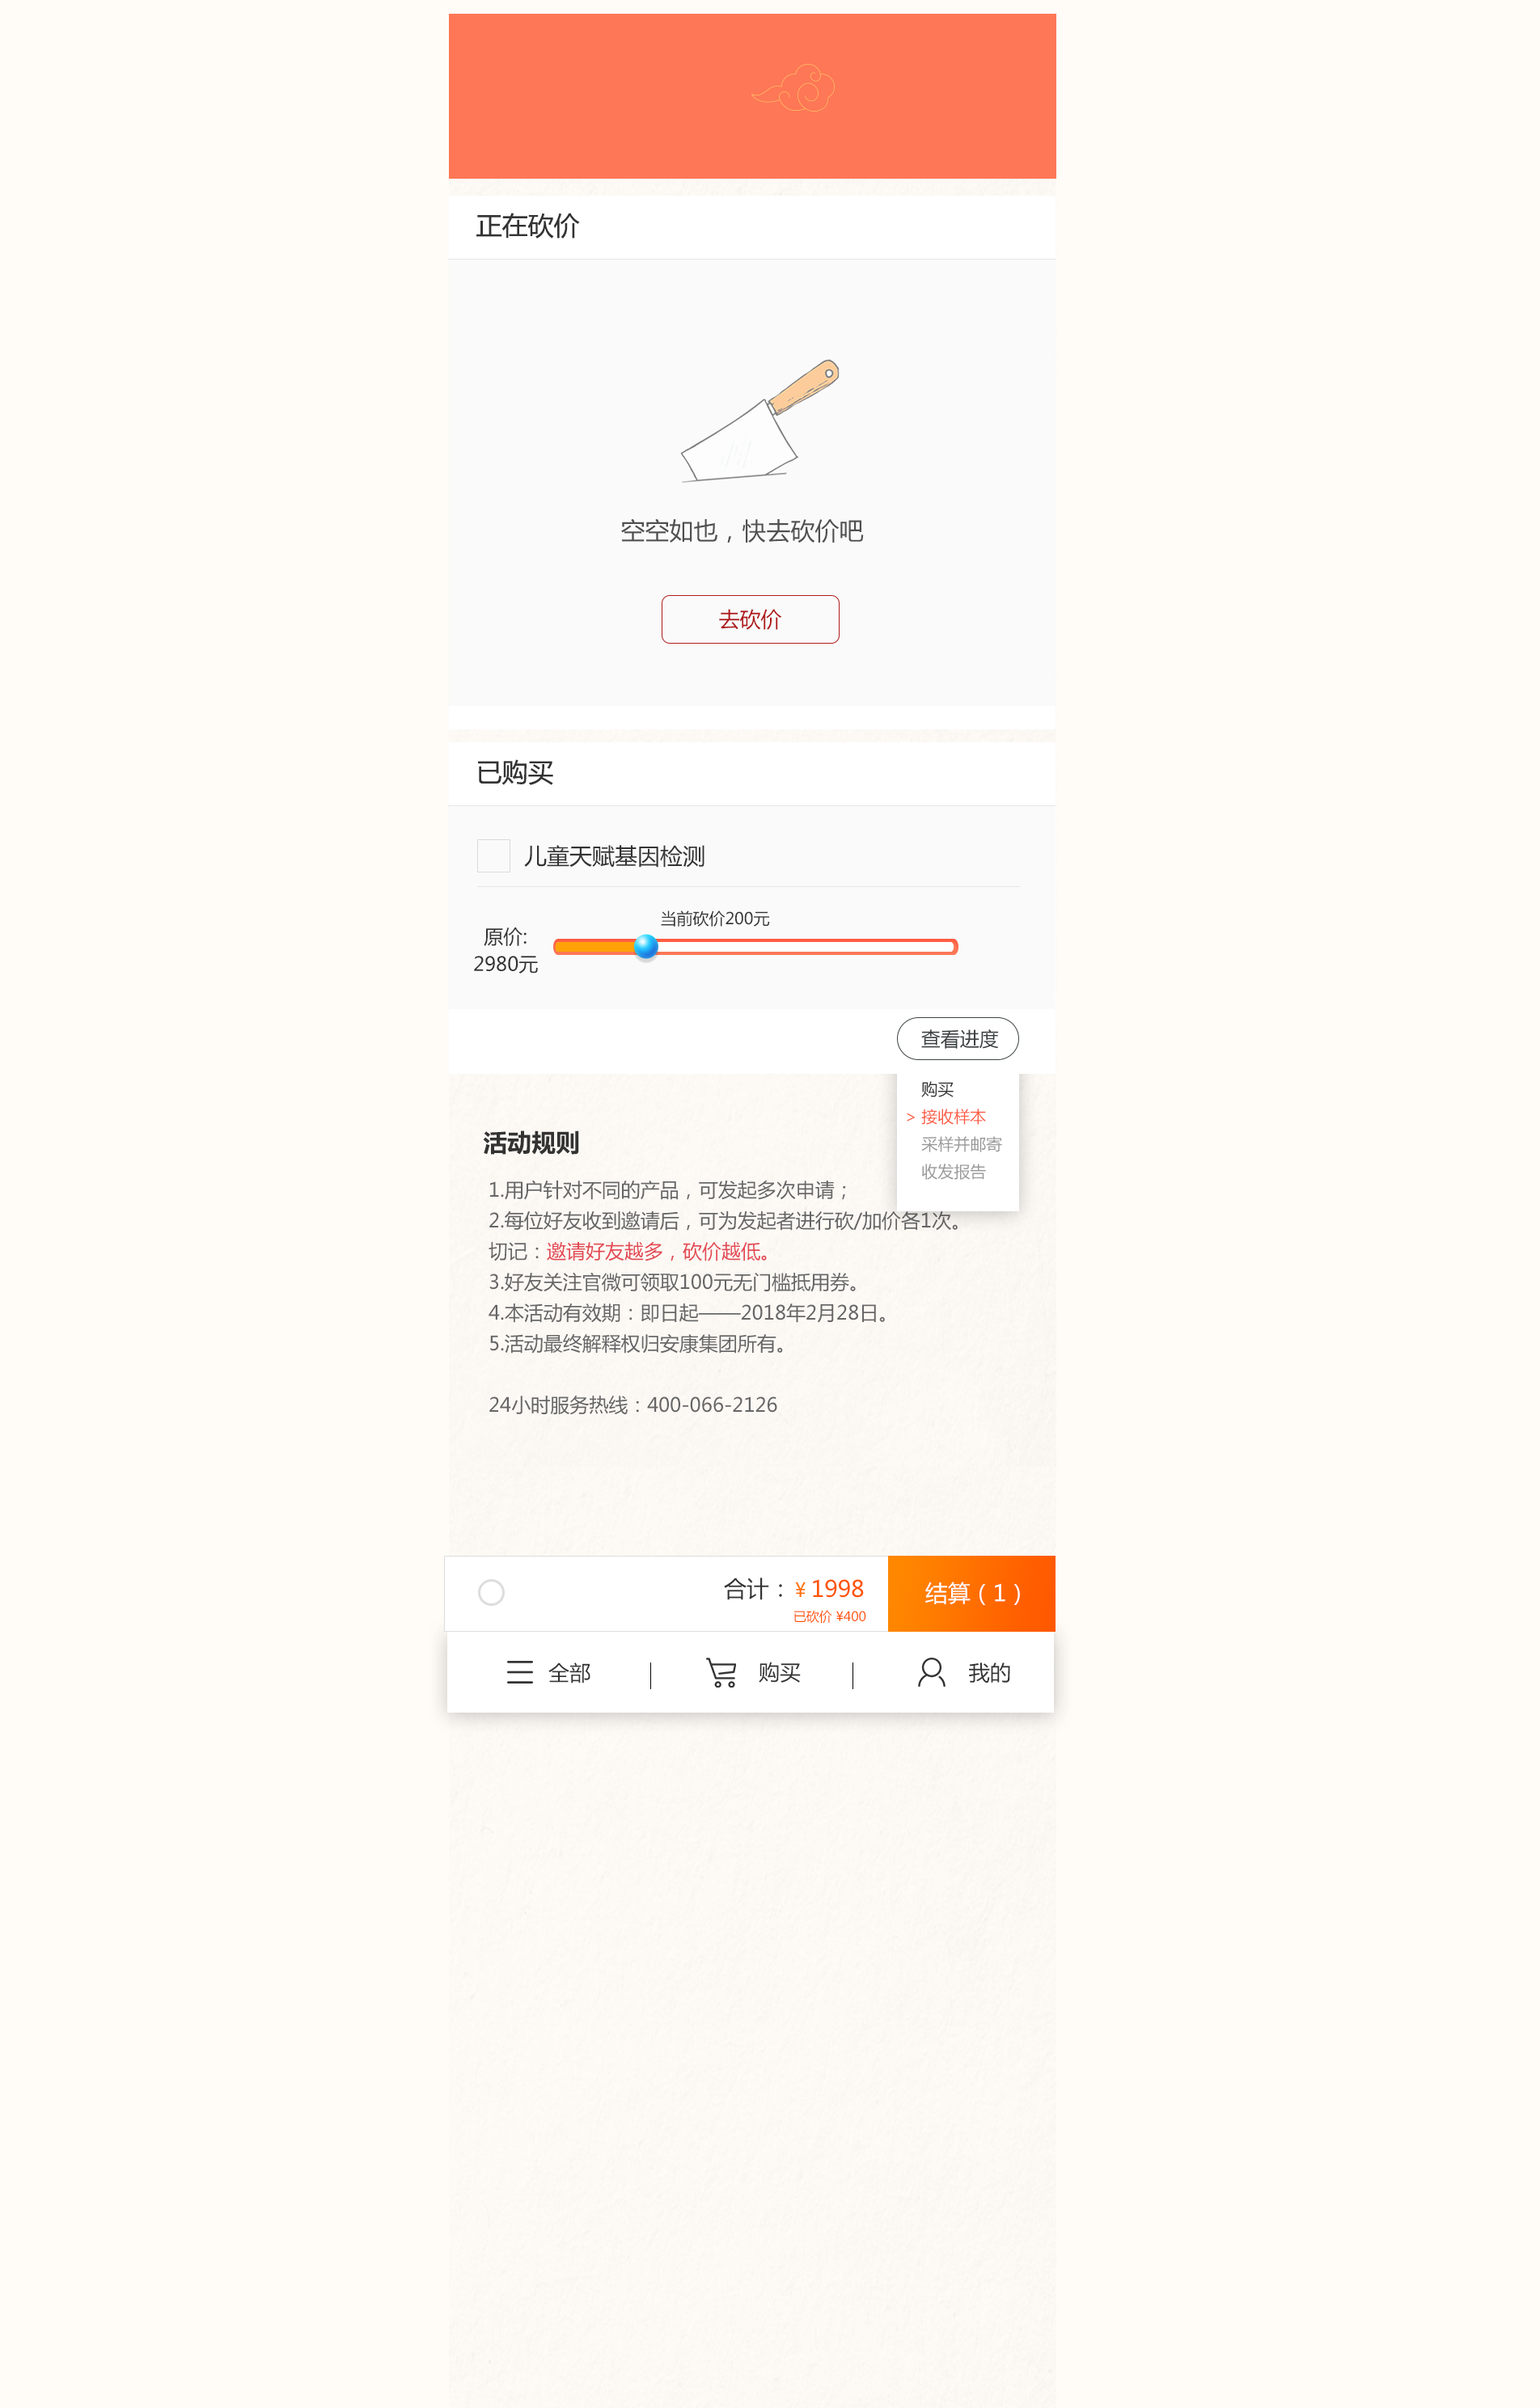 正在砍价
空空如也，快去砍价吧
去砍价
已购买
儿童天赋基因检测
当前砍价200元
原价:
2980元
查看进度
购买
> 接收样本
采样并邮寄
收发报告
活动规则
1.用户针对不同的产品，可发起多次申请；
2.每位好友收到邀请后，可为发起者进行砍/加价各1次。
切记：邀请好友越多，砍价越低。
3.好友关注官微可领取100元无门槛抵用券。
4.本活动有效期：即日起——2018年2月28日。
5.活动最终解释权归安康集团所有。
24小时服务热线：400-066-2126
合计：¥ 1998
已砍价 ¥400
结算（1）
全部
购买
我的